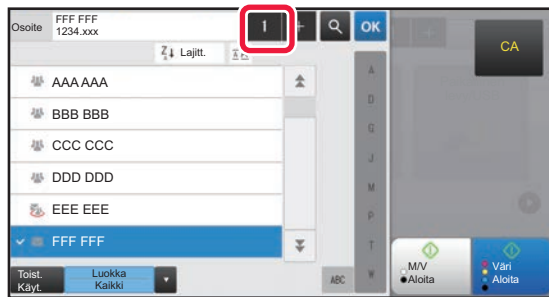 Osoite
FFF FFF
1234.xxx
1
+
OK
CA
Z
A
Lajitt.
AAA AAA
BBB BBB
CCC CCC
DDD DDD
EEE EEE
FFF FFF
A
D
G
J
M
P
T
W
ABC
Toist.
Käyt.
Luokka
Kaikki
M/V
Aloita
Väri
Aloita